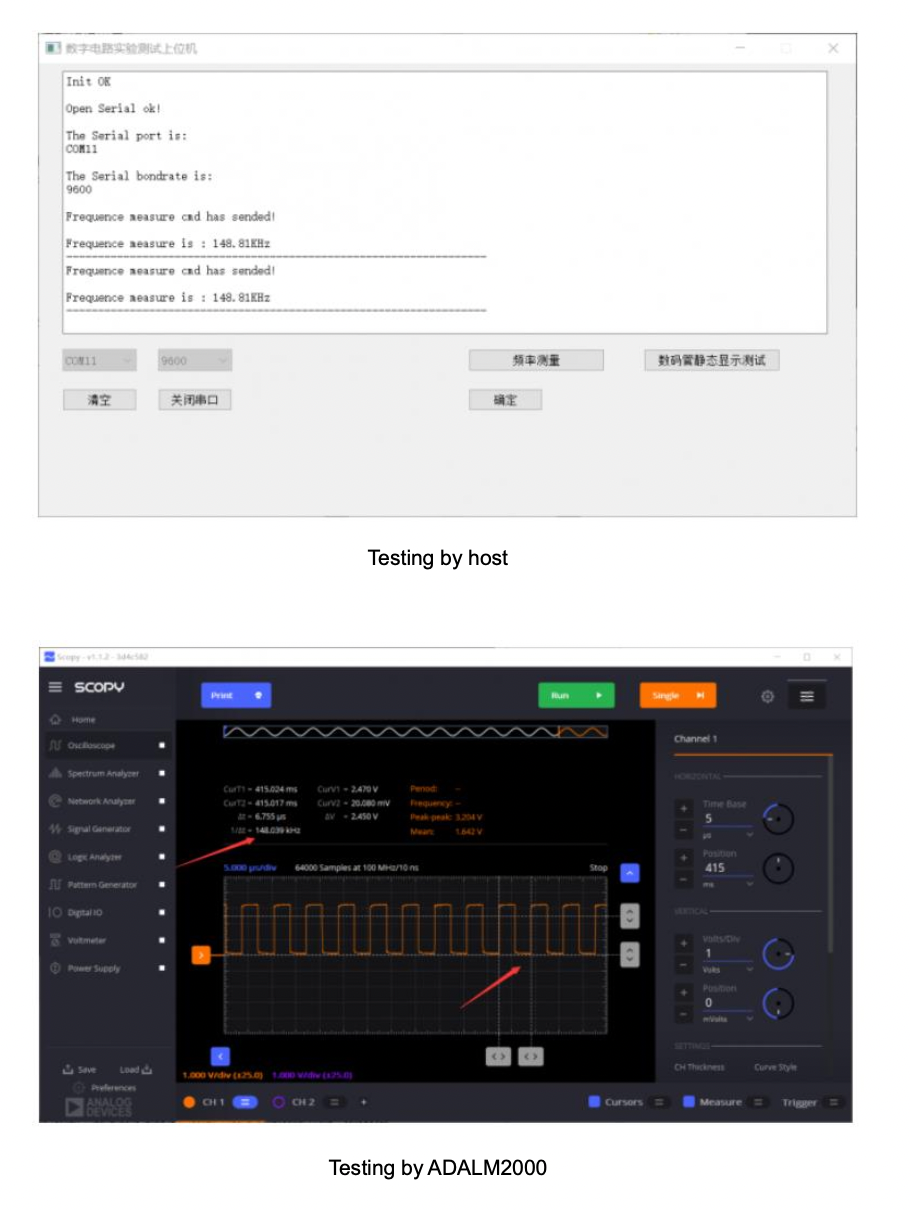 数字电路实验测试上位机
Init OK
Open Serial ok!
The Serial port is:
COM11
The Serial bondrate is:
9600
Frequence measure cmd has sended!
Frequence measure is : 148.81KHz
Frequence measure cmd has sended!
Frequence measure is : 148.81KHz
COM11 9600 频率测量 数码管静态显示测试
清空 关闭串口 确定
Testing by host
Scopy - v1.1.2 - 3d4c582
SCOPY
Print Run Single
Home
Oscilloscope
Spectrum Analyzer
Network Analyzer
Signal Generator
Logic Analyzer
Pattern Generator
Digital IO
Voltmeter
Power Supply
Save Load
Preferences
ANALOG
DEVICES
CurT1 = 415.024 ms CurV1 = 2.470 V Period: --
CurT2 = 415.017 ms CurV2 = 20.080 mV Frequency: --
Δt = 6.755 µs ΔV = 2.450 V Peak-peak: 3.204 V
1/Δt = 148.039 kHz Mean: 1.642 V
5.000 µs/div 64000 Samples at 100 MHz/10 ns Stop
1.000 V/div (±25.0) 1.000 V/div (±25.0)
CH 1 CH 2 + Cursors Measure Trigger
Channel 1
HORIZONTAL
Time Base
5
µs
Position
415
ms
VERTICAL
Volts/Div
1
Volts
Position
0
mVolts
SETTINGS
CH Thickness Curve Style
Testing by ADALM2000